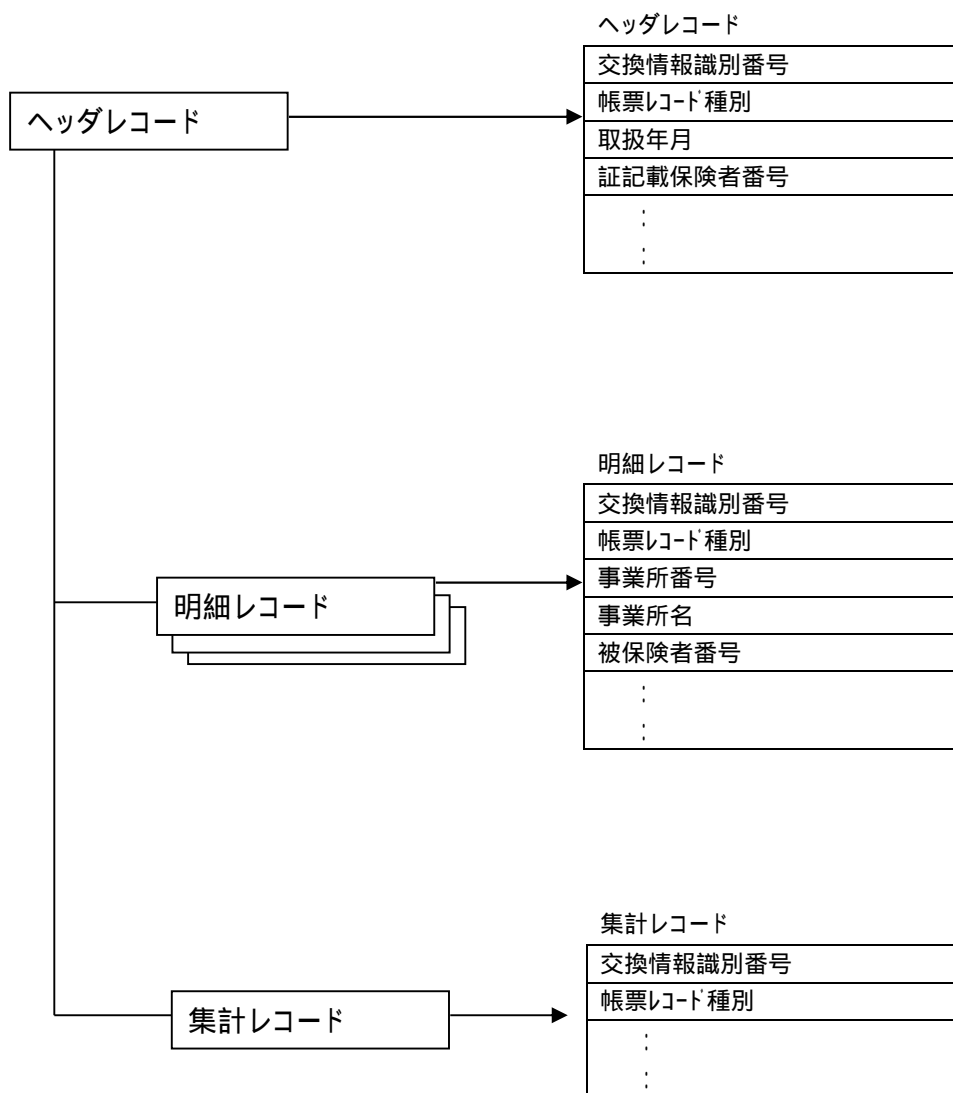 ヘッダレコード
ヘッダレコード
交換情報識別番号
帳票ﾚｺｰﾄﾞ種別
取扱年月
証記載保険者番号
:
:
明細レコード
明細レコード
交換情報識別番号
帳票ﾚｺｰﾄﾞ種別
事業所番号
事業所名
被保険者番号
:
:
集計レコード
集計レコード
交換情報識別番号
帳票ﾚｺｰﾄﾞ種別
:
: